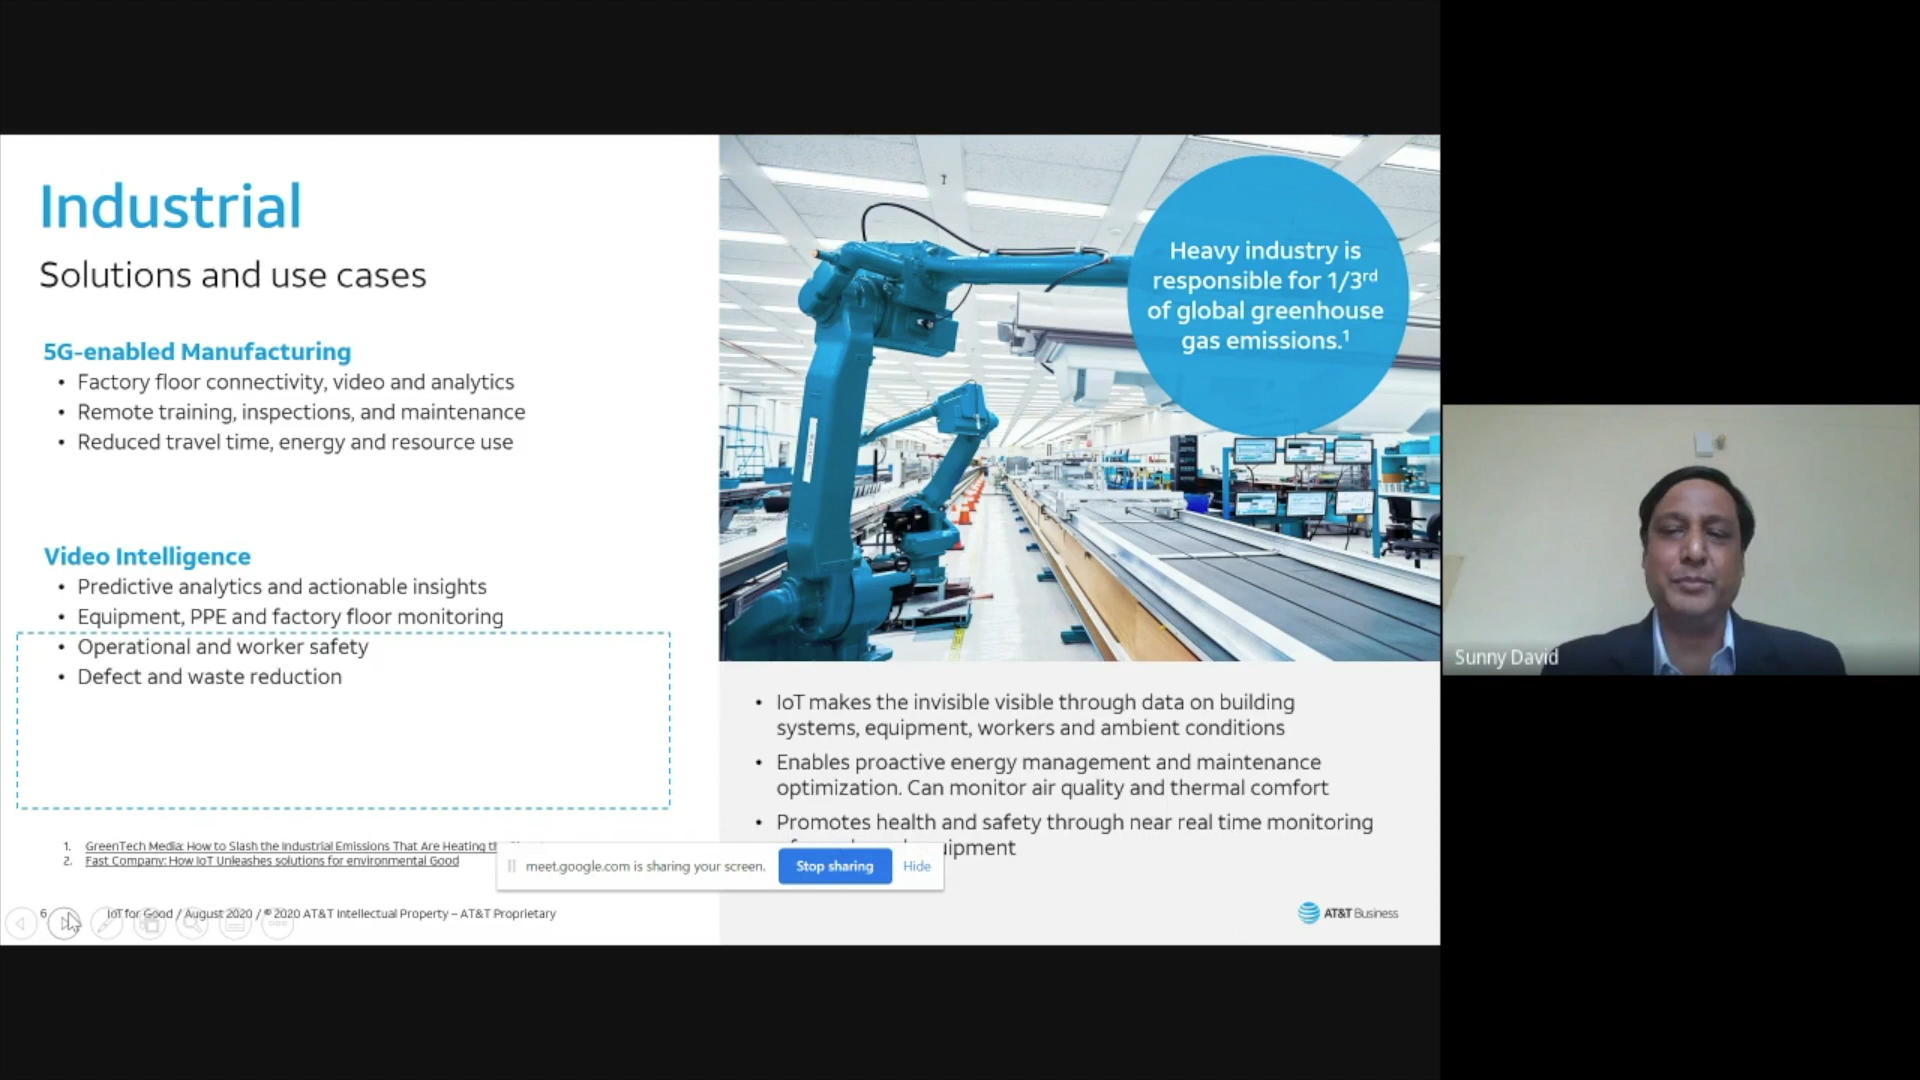 Industrial
Solutions and use cases
5G-enabled Manufacturing
• Factory floor connectivity, video and analytics
• Remote training, inspections, and maintenance
• Reduced travel time, energy and resource use
Video Intelligence
• Predictive analytics and actionable insights
• Equipment, PPE and factory floor monitoring
• Operational and worker safety
• Defect and waste reduction
1. GreenTech Media: How to Slash the Industrial Emissions That Are Heating
2. Fast Company: How IoT Unleashes solutions for environmental Good
6
IoT for Good / August 2020 / © 2020 AT&T Intellectual Property – AT&T Proprietary
Heavy industry is
responsible for 1/3rd
of global greenhouse
gas emissions.1
• IoT makes the invisible visible through data on building
systems, equipment, workers and ambient conditions
• Enables proactive energy management and maintenance
optimization. Can monitor air quality and thermal comfort
• Promotes health and safety through near real time monitoring
meet.google.com is sharing your screen.
Stop sharing
Hide
AT&T Business
Sunny David